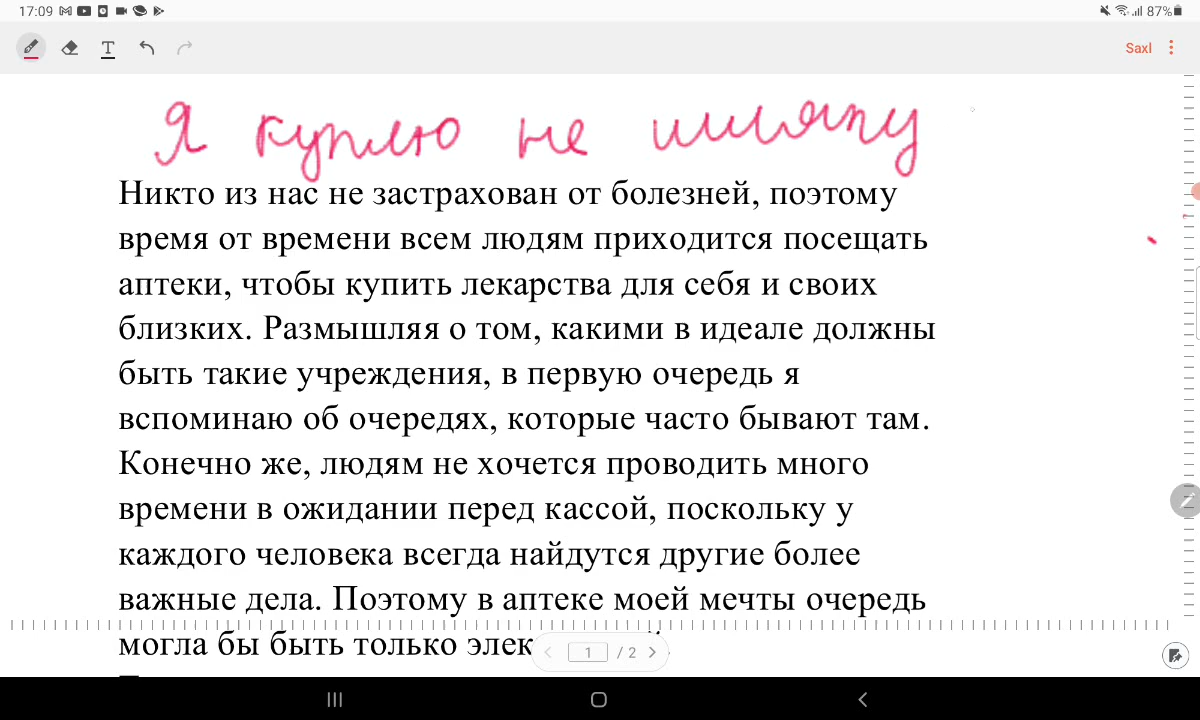 17:09
87%
T
Saxl
Я куплю не шляпу
Никто из нас не застрахован от болезней, поэтому
время от времени всем людям приходится посещать
аптеки, чтобы купить лекарства для себя и своих
близких. Размышляя о том, какими в идеале должны
быть такие учреждения, в первую очередь я
вспоминаю об очередях, которые часто бывают там.
Конечно же, людям не хочется проводить много
времени в ожидании перед кассой, поскольку у
каждого человека всегда найдутся другие более
важные дела. Поэтому в аптеке моей мечты очередь
могла бы быть только
1 / 2